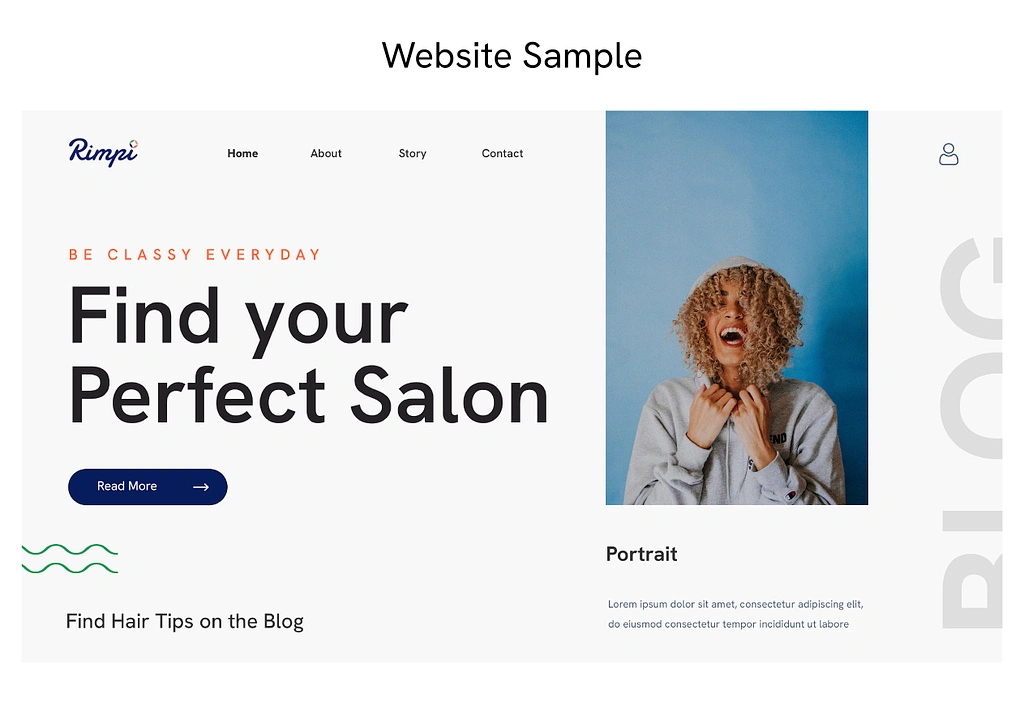 Website Sample
Rimpi
Home About Story Contact
BE CLASSY EVERYDAY
Find your
Perfect Salon
Read More
Find Hair Tips on the Blog
Portrait
Lorem ipsum dolor sit amet, consectetur adipiscing elit,
do eiusmod consectetur tempor incididunt ut labore
BLOG